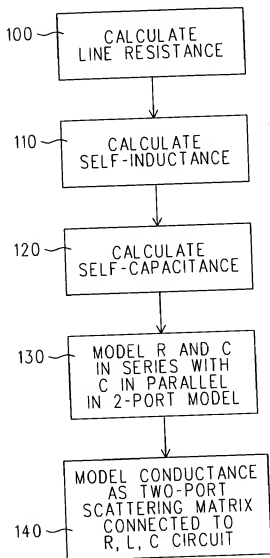 100
CALCULATE
LINE RESISTANCE
110
CALCULATE
SELF-INDUCTANCE
120
CALCULATE
SELF-CAPACITANCE
130
MODEL R AND C
IN SERIES WITH
C IN PARALLEL
IN 2-PORT MODEL
140
MODEL CONDUCTANCE
AS TWO-PORT
SCATTERING MATRIX
CONNECTED TO
R, L, C CIRCUIT